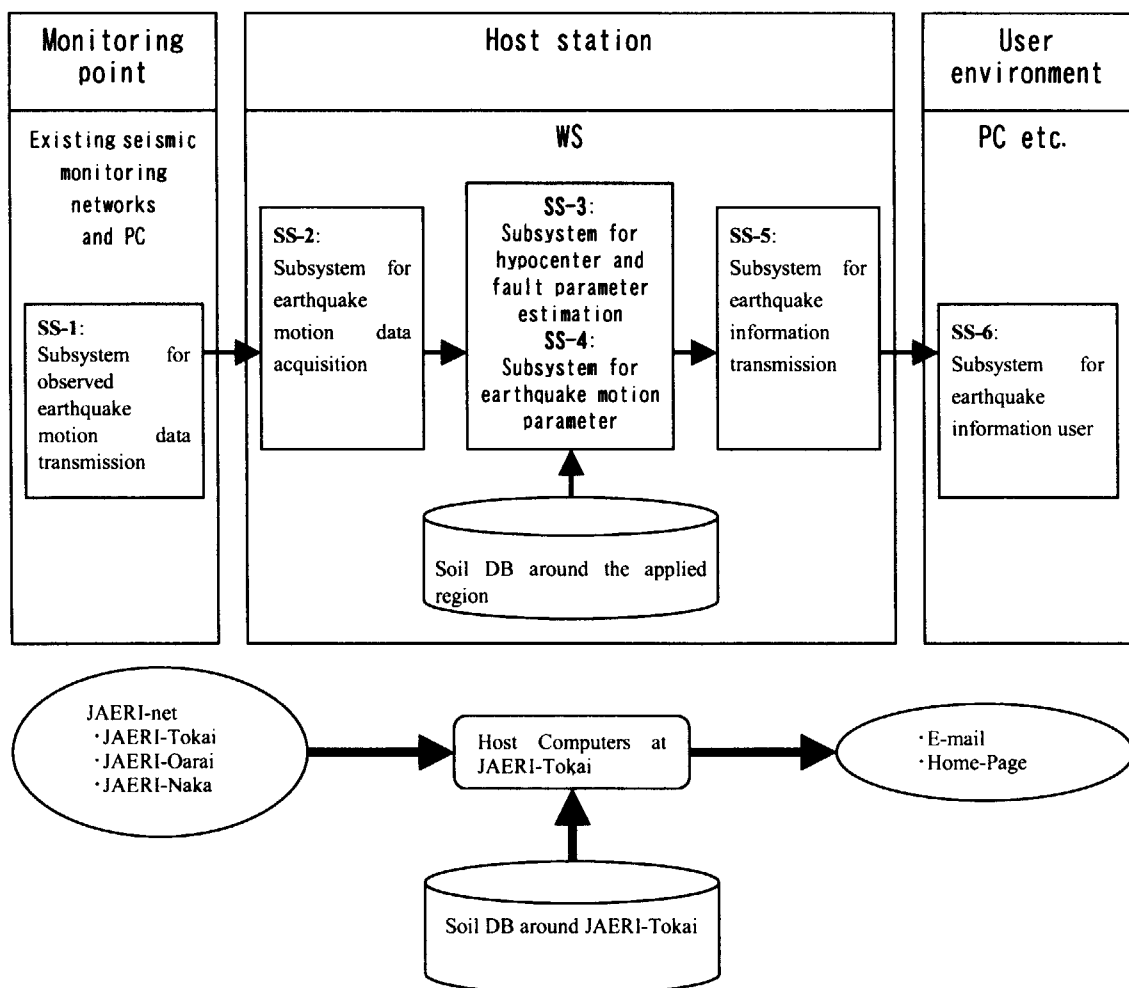 Monitoring
point
Host station
User
environment
Existing seismic
monitoring
networks
and PC
WS
PC etc.
SS-1:
Subsystem for
observed
earthquake
motion data
transmission
SS-2:
Subsystem for
earthquake
motion data
acquisition
SS-3:
Subsystem for
hypocenter and
fault parameter
estimation
SS-4:
Subsystem for
earthquake motion
parameter
SS-5:
Subsystem for
earthquake
information
transmission
SS-6:
Subsystem for
earthquake
information user
Soil DB around the applied
region
JAERI-net
・JAERI-Tokai
・JAERI-Oarai
・JAERI-Naka
Host Computers at
JAERI-Tokai
・E-mail
・Home-Page
Soil DB around JAERI-Tokai